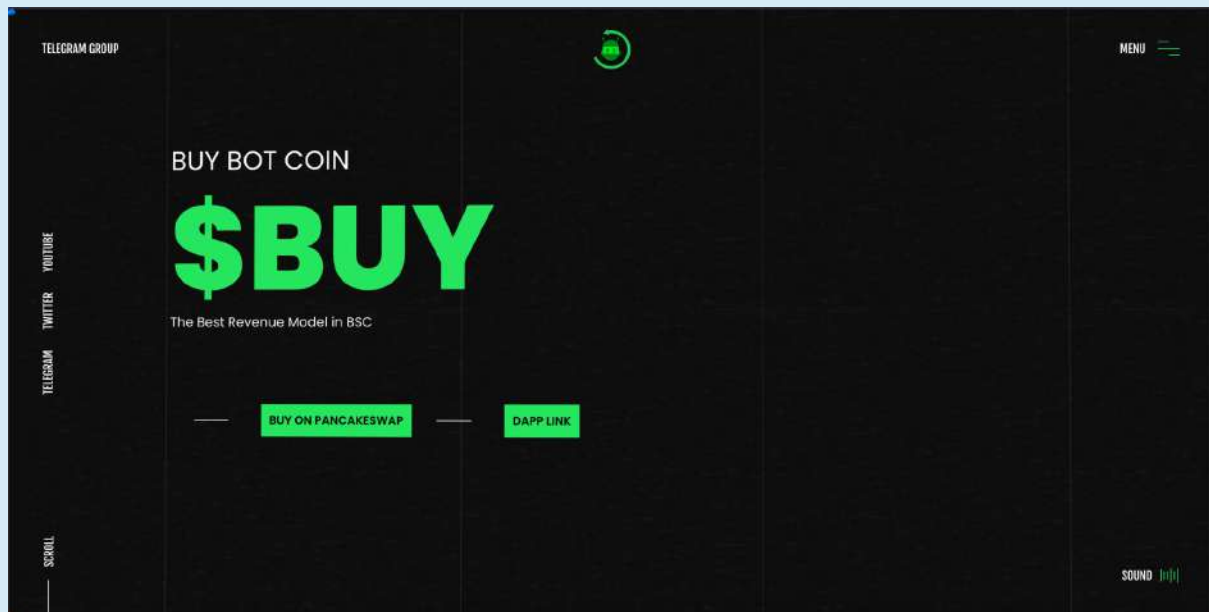 TELEGRAM GROUP
MENU
BUY BOT COIN
$BUY
The Best Revenue Model in BSC
YOUTUBE
TWITTER
TELEGRAM
BUY ON PANCAKESWAP
DAPP LINK
SCROLL
SOUND